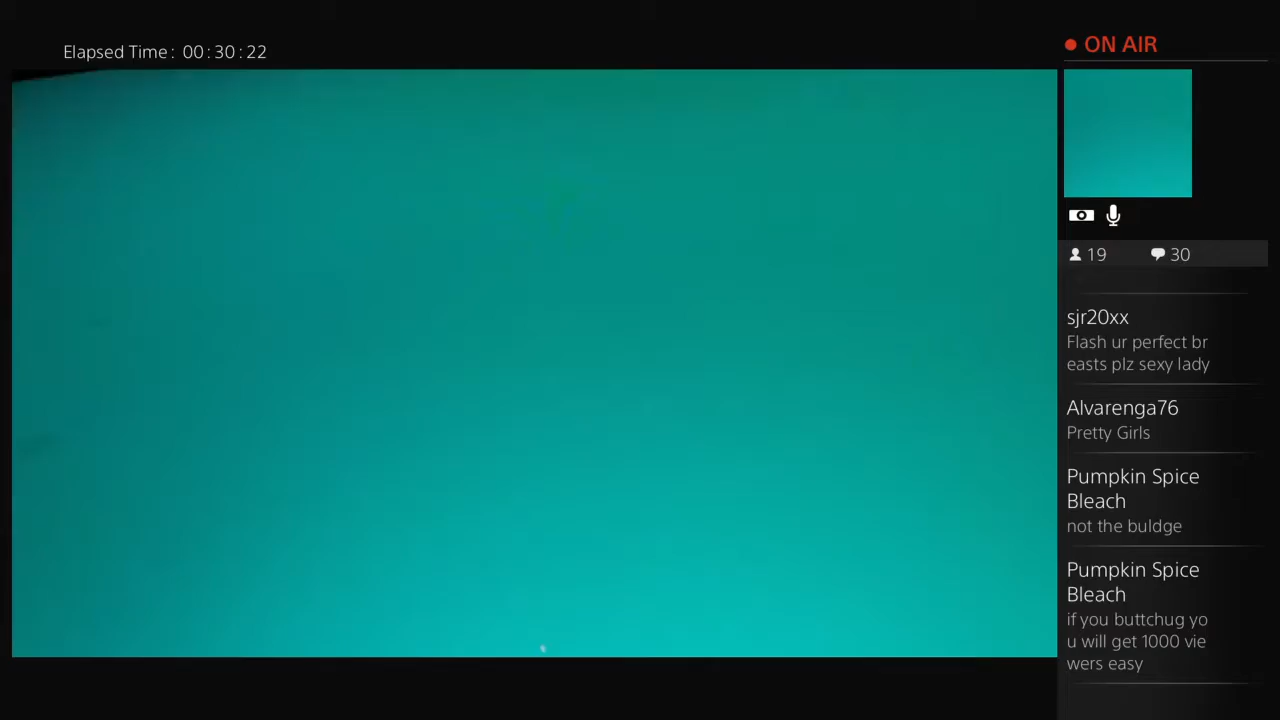 Elapsed Time: 00:30:22
ON AIR
19 30
sjr20xx
Flash ur perfect br
easts plz sexy lady
Alvarenga76
Pretty Girls
Pumpkin Spice
Bleach
not the buldge
Pumpkin Spice
Bleach
if you buttchug yo
u will get 1000 vie
wers easy